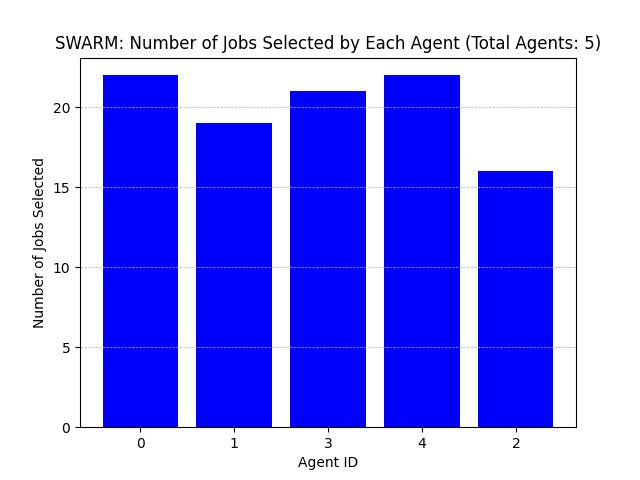 SWARM: Number of Jobs Selected by Each Agent (Total Agents: 5)
Number of Jobs Selected
20
15
10
5
0
0 1 3 4 2
Agent ID